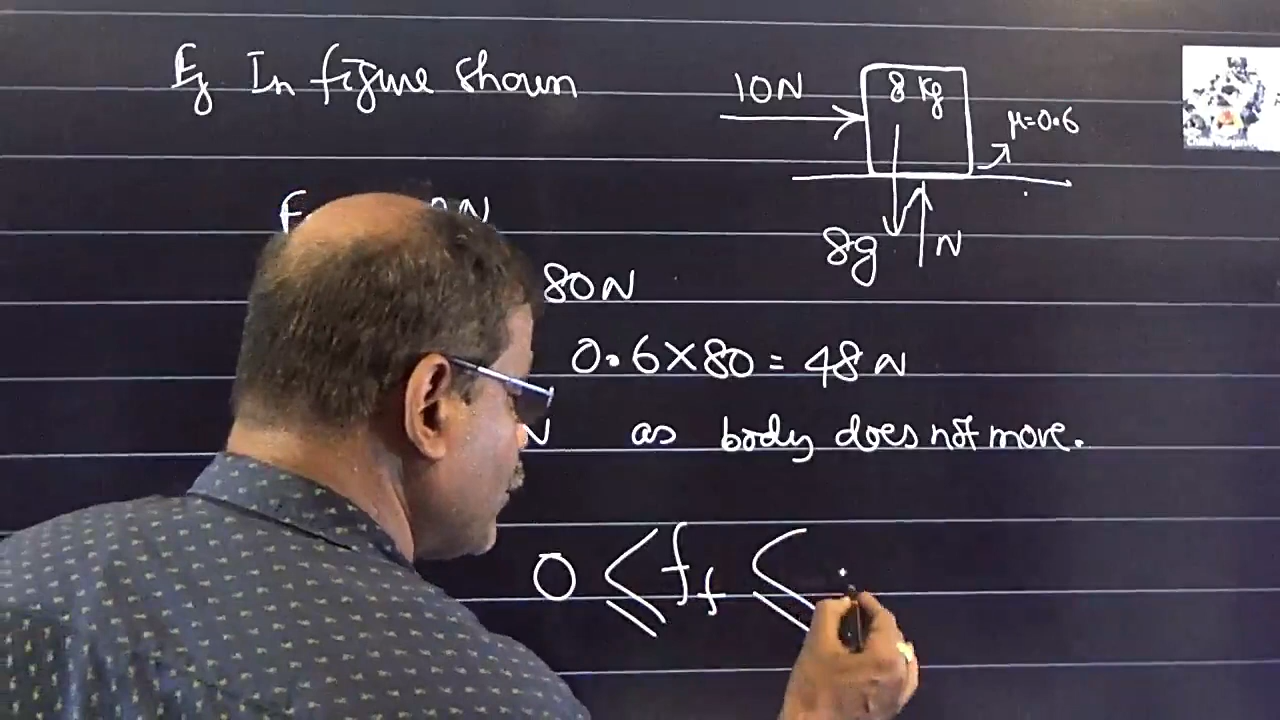 Eg In figure shown
10N
8 kg
μ=0.6
8g
N
N
80N
0.6×80 = 48 N
N as body does not move.
0 ≤ f_f ≤